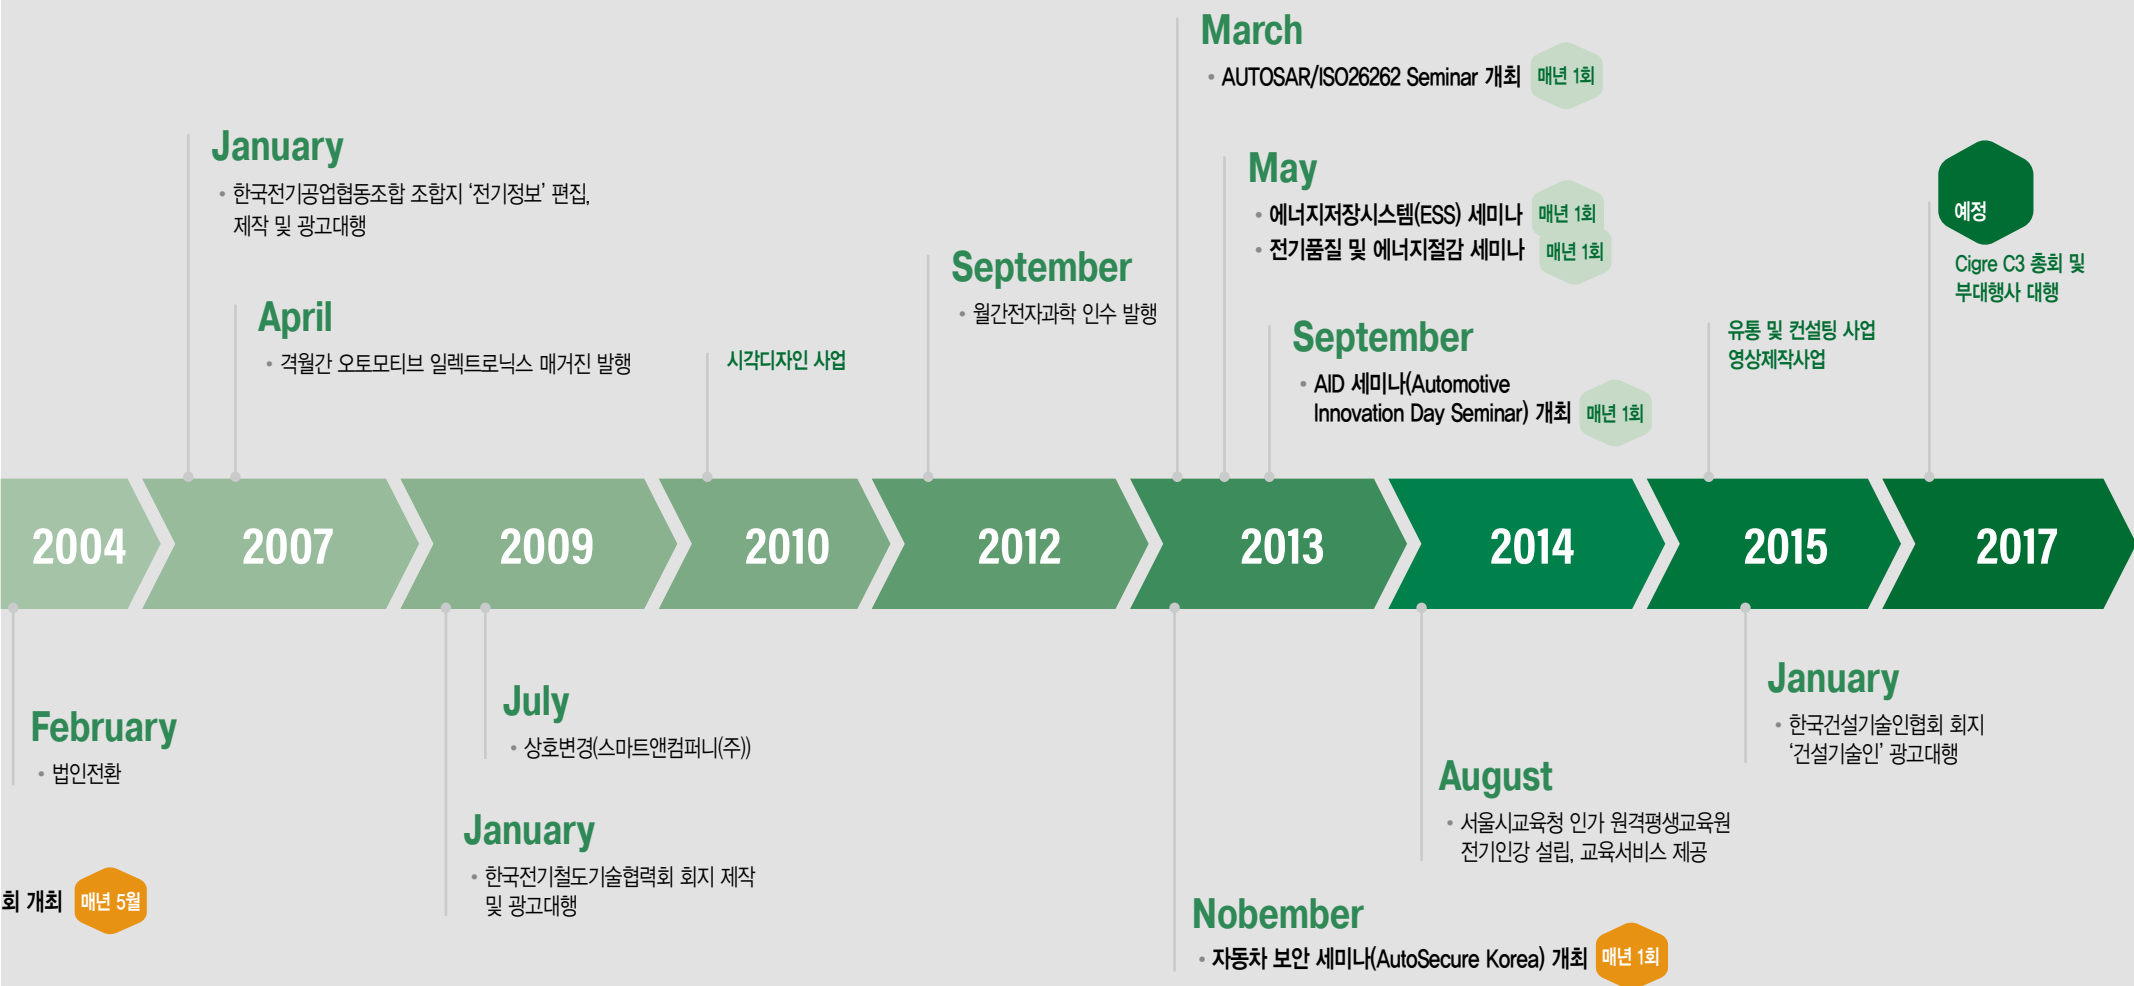 March
• AUTOSAR/ISO26262 Seminar 개최 매년 1회
January
• 한국전기공업협동조합 조합지 ‘전기정보’ 편집,
제작 및 광고대행
May
• 에너지저장시스템(ESS) 세미나 매년 1회
• 전기품질 및 에너지절감 세미나 매년 1회
예정
Cigre C3 총회 및
부대행사 대행
September
• 월간전자과학 인수 발행
April
• 격월간 오토모티브 일렉트로닉스 매거진 발행
시각디자인 사업
September
• AID 세미나(Automotive
Innovation Day Seminar) 개최 매년 1회
유통 및 컨설팅 사업
영상제작사업
2004 2007 2009 2010 2012 2013 2014 2015 2017
February
• 법인전환
July
• 상호변경(스마트앤컴퍼니(주))
January
• 한국건설기술인협회 회지
‘건설기술인’ 광고대행
August
• 서울시교육청 인가 원격평생교육원
전기인강 설립, 교육서비스 제공
January
• 한국전기철도기술협력회 회지 제작
및 광고대행
회 개최 매년 5월
Nobember
• 자동차 보안 세미나(AutoSecure Korea) 개최 매년 1회